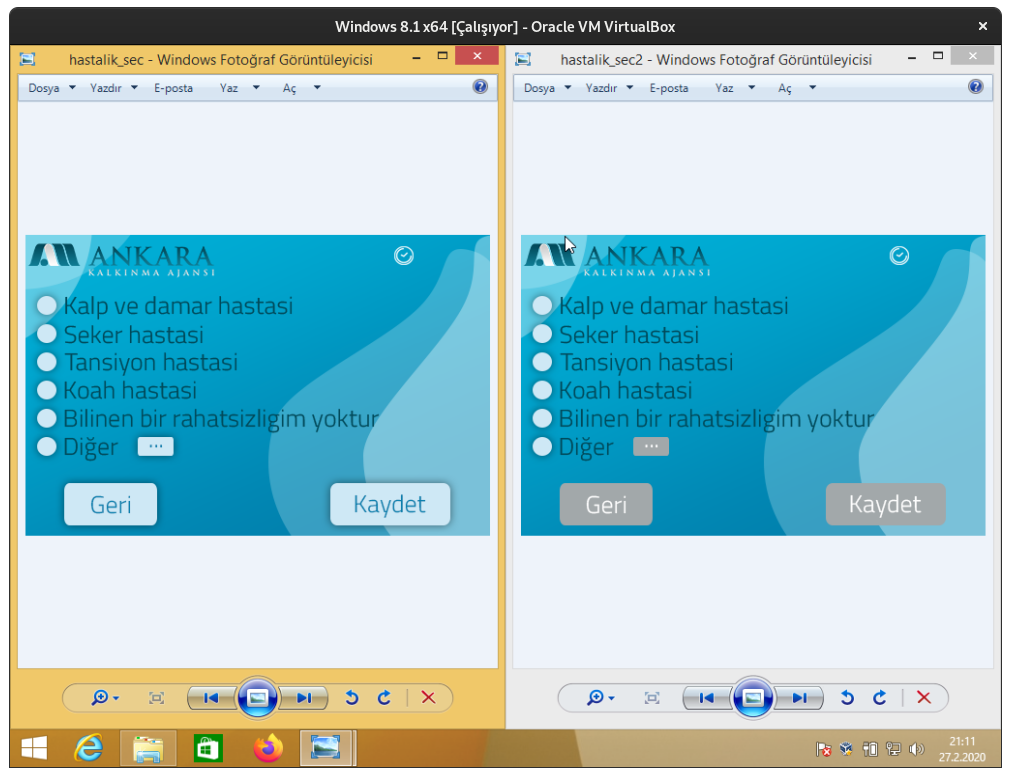 Windows 8.1 x64 [Çalışıyor] - Oracle VM VirtualBox
hastalik_sec - Windows Fotoğraf Görüntüleyicisi
Dosya Yazdır E-posta Yaz Aç
ANKARA
KALKINMA AJANSI
Kalp ve damar hastasi
Seker hastasi
Tansiyon hastasi
Koah hastasi
Bilinen bir rahatsizligim yoktur
Diğer ...
Geri Kaydet
hastalik_sec2 - Windows Fotoğraf Görüntüleyicisi
Dosya Yazdır E-posta Yaz Aç
ANKARA
KALKINMA AJANSI
Kalp ve damar hastasi
Seker hastasi
Tansiyon hastasi
Koah hastasi
Bilinen bir rahatsizligim yoktur
Diğer ...
Geri Kaydet
21:11
27.2.2020